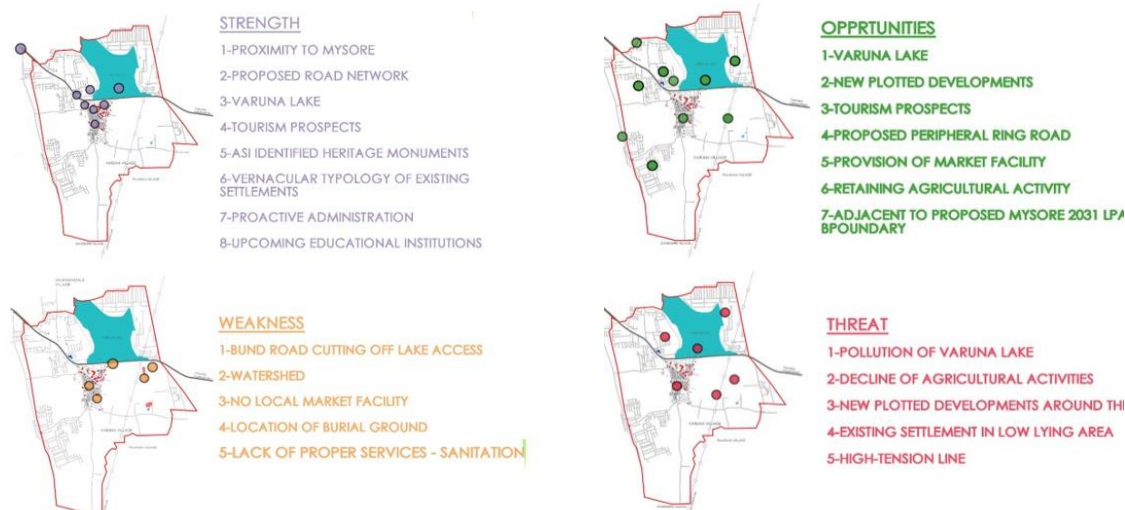 STRENGTH
1-PROXIMITY TO MYSORE
2-PROPOSED ROAD NETWORK
3-VARUNA LAKE
4-TOURISM PROSPECTS
5-ASI IDENTIFIED HERITAGE MONUMENTS
6-VERNACULAR TYPOLOGY OF EXISTING
SETTLEMENTS
7-PROACTIVE ADMINISTRATION
8-UPCOMING EDUCATIONAL INSTITUTIONS
OPPRTUNITIES
1-VARUNA LAKE
2-NEW PLOTTED DEVELOPMENTS
3-TOURISM PROSPECTS
4-PROPOSED PERIPHERAL RING ROAD
5-PROVISION OF MARKET FACILITY
6-RETAINING AGRICULTURAL ACTIVITY
7-ADJACENT TO PROPOSED MYSORE 2031 LPA
BPOUNDARY
WEAKNESS
1-BUND ROAD CUTTING OFF LAKE ACCESS
2-WATERSHED
3-NO LOCAL MARKET FACILITY
4-LOCATION OF BURIAL GROUND
5-LACK OF PROPER SERVICES - SANITATION
THREAT
1-POLLUTION OF VARUNA LAKE
2-DECLINE OF AGRICULTURAL ACTIVITIES
3-NEW PLOTTED DEVELOPMENTS AROUND TH
4-EXISTING SETTLEMENT IN LOW LYING AREA
5-HIGH-TENSION LINE